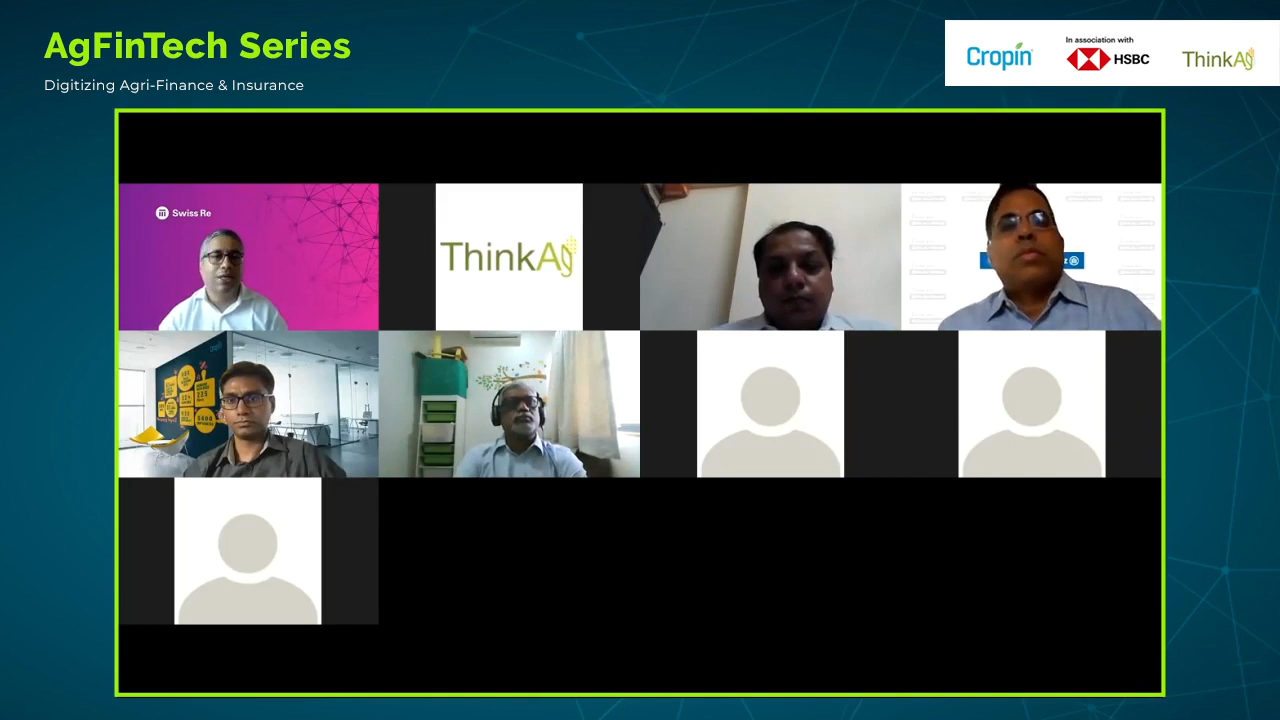 AgFinTech Series
Digitizing Agri-Finance & Insurance
Cropin
In association with
HSBC
ThinkAg
Swiss Re
ThinkAg